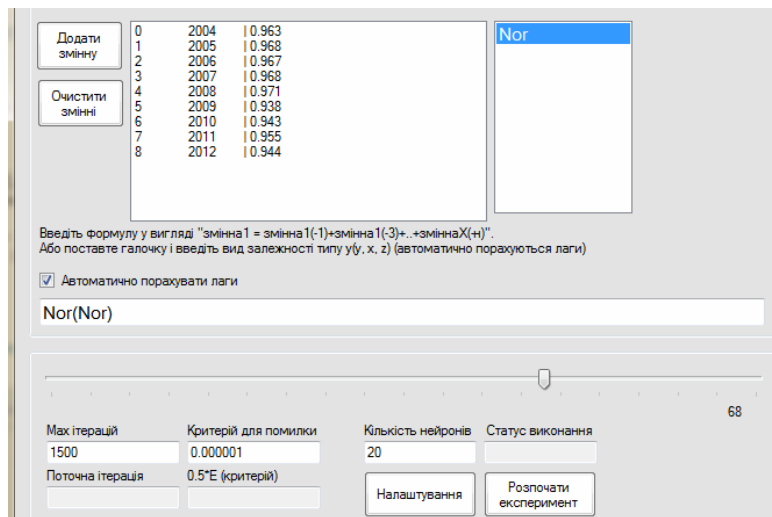 Додати
змінну
Очистити
змінні
0 2004 | 0.963
1 2005 | 0.968
2 2006 | 0.967
3 2007 | 0.968
4 2008 | 0.971
5 2009 | 0.938
6 2010 | 0.943
7 2011 | 0.955
8 2012 | 0.944
Nor
Введіть формулу у вигляді "змінна1 = змінна1(-1)+змінна1(-3)+..+зміннаХ(-н)".
Або поставте галочку і введіть вид залежності типу y(y, x, z) (автоматично порахуються лаги)
Автоматично порахувати лаги
Nor(Nor)
68
Мах ітерацій Критерій для помилки Кількість нейронів Статус виконання
1500 0.000001 20
Поточна ітерація 0.5*E (критерій)
Налаштування
Розпочати
експеримент